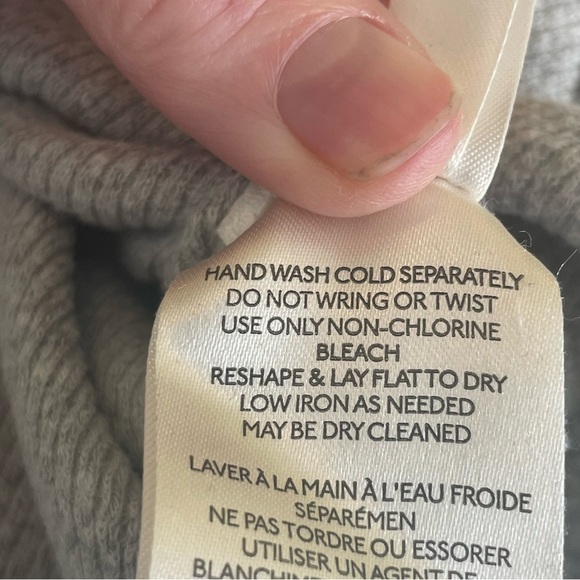 HAND WASH COLD SEPARATELY
DO NOT WRING OR TWIST
USE ONLY NON-CHLORINE
BLEACH
RESHAPE & LAY FLAT TO DRY
LOW IRON AS NEEDED
MAY BE DRY CLEANED
LAVER À LA MAIN À L'EAU FROIDE
SÉPARÉMEN
NE PAS TORDRE OU ESSORER
UTILISER UN AGENT DE